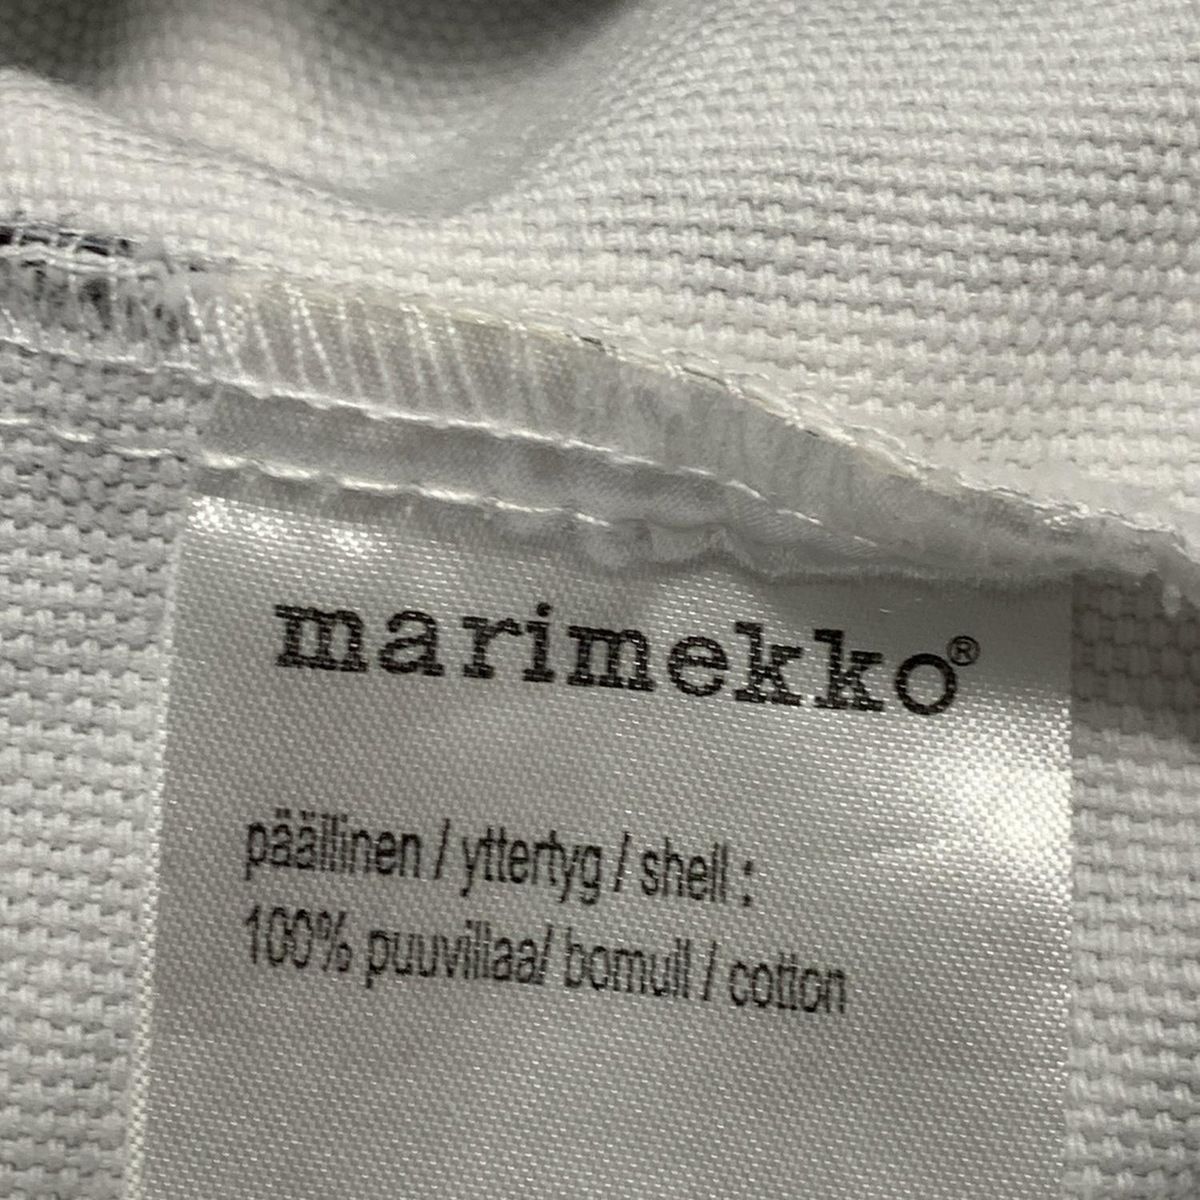 marimekko®
päällinen / yttertyg / shell :
100% puuvillaa/ bomull / cotton